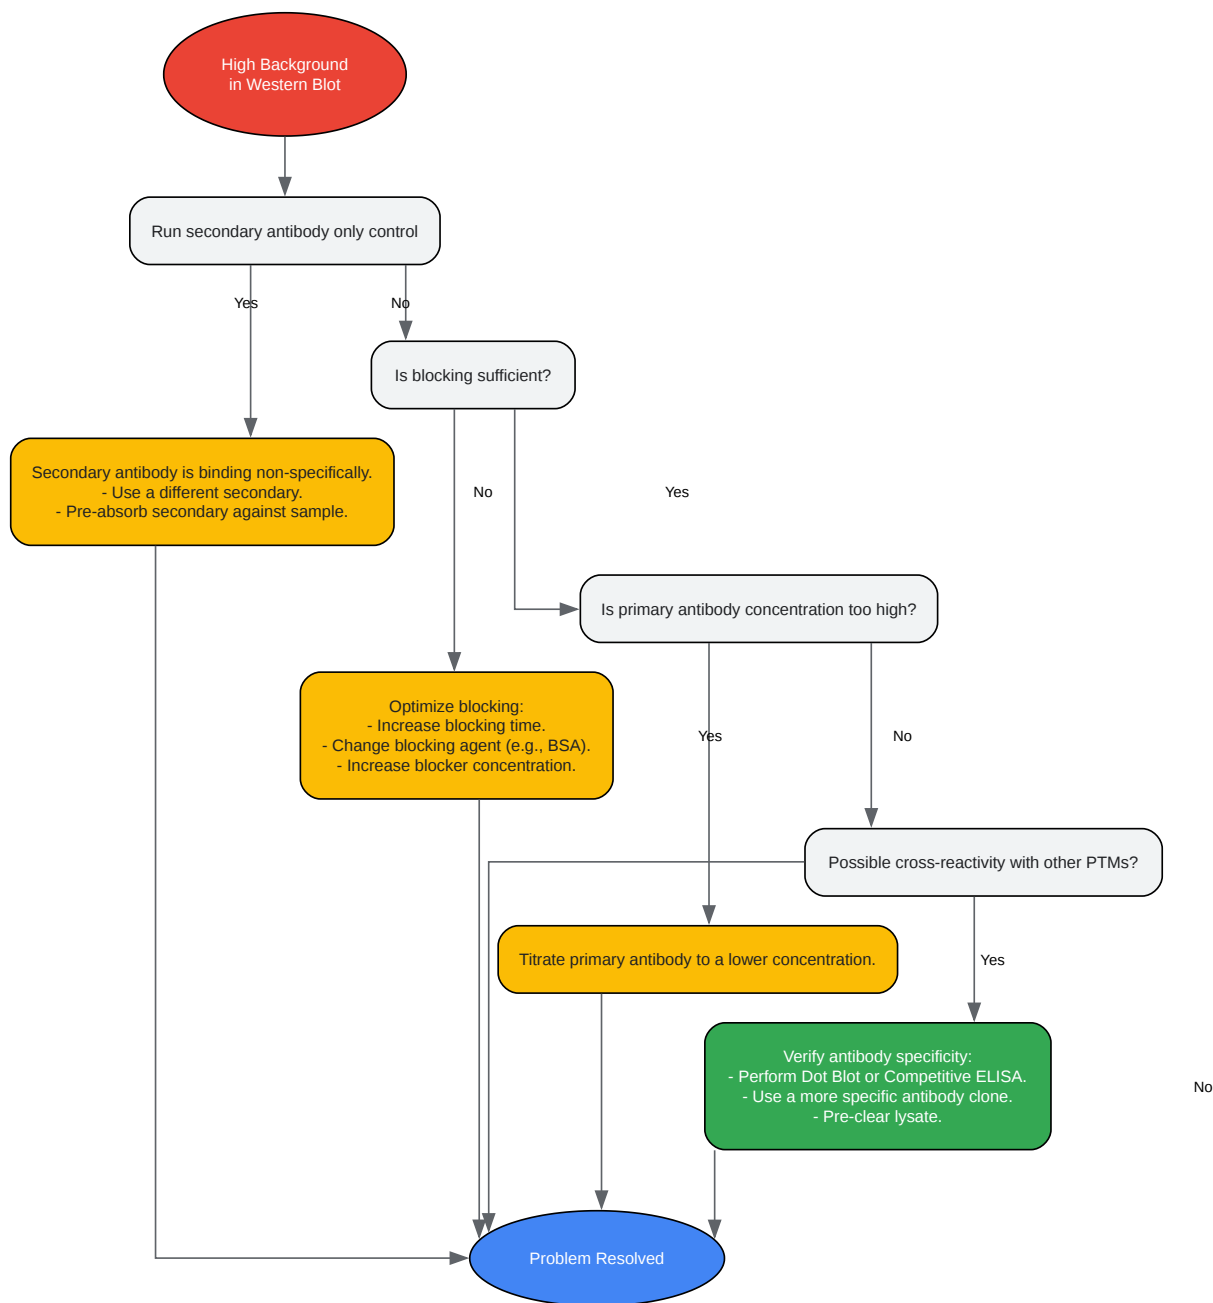 High Background
in Western Blot
Run secondary antibody only control
Yes
No
Is blocking sufficient?
Secondary antibody is binding non-specifically.
- Use a different secondary.
- Pre-absorb secondary against sample.
No
Yes
Is primary antibody concentration too high?
Optimize blocking:
- Increase blocking time.
- Change blocking agent (e.g., BSA).
- Increase blocker concentration.
Yes
No
Possible cross-reactivity with other PTMs?
Titrate primary antibody to a lower concentration.
Yes
Verify antibody specificity:
- Perform Dot Blot or Competitive ELISA.
- Use a more specific antibody clone.
- Pre-clear lysate.
No
Problem Resolved